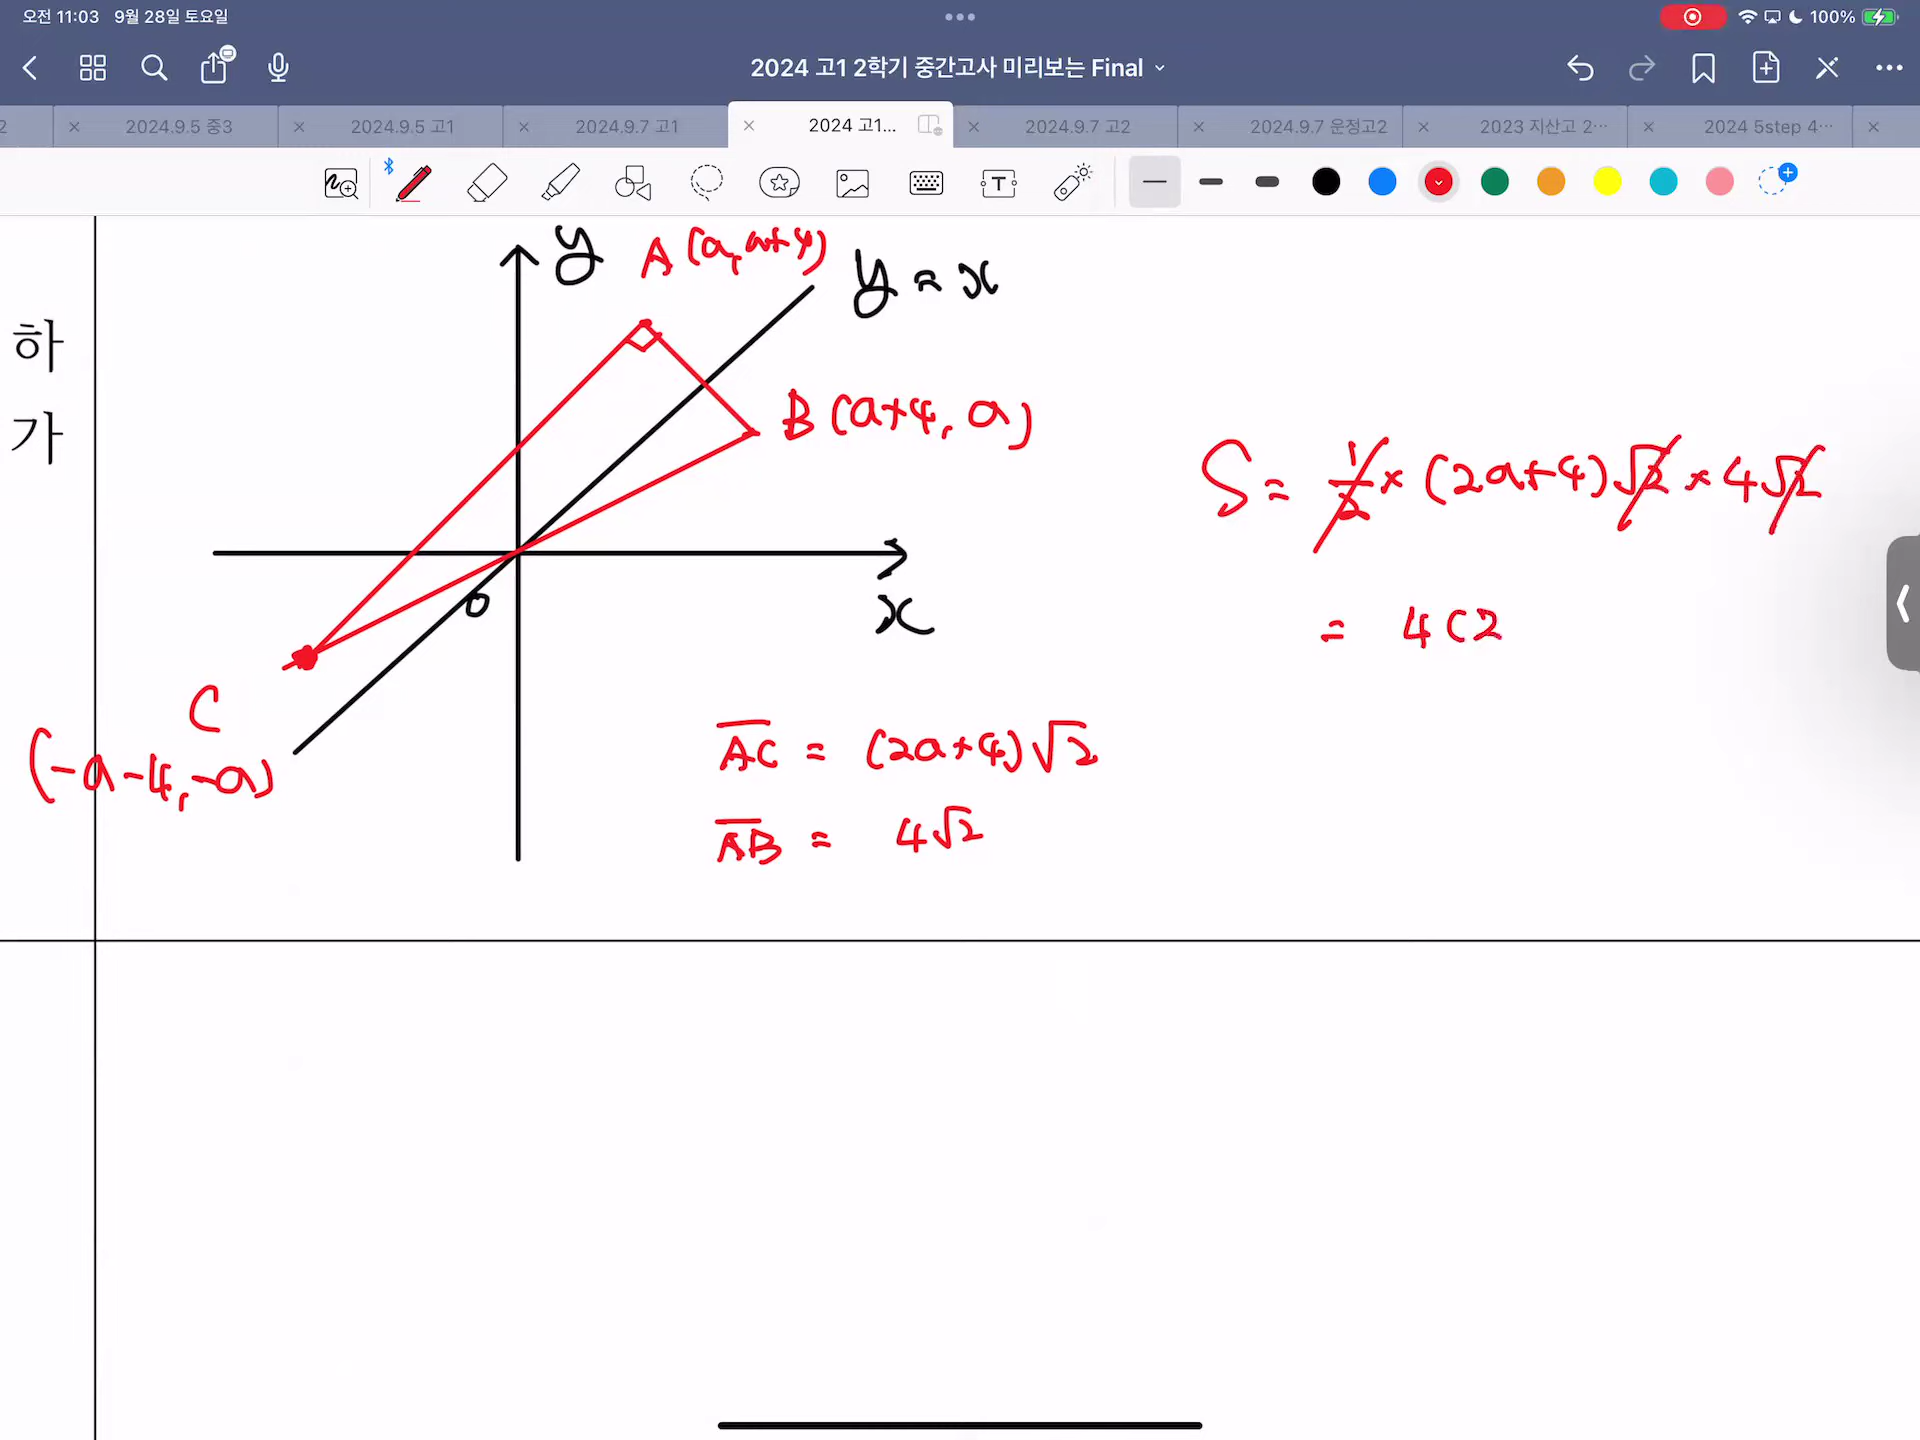 오전 11:03 9월 28일 토요일
100%
2024 고1 2학기 중간고사 미리보는 Final
2 2024.9.5 중3 2024.9.5 고1 2024.9.7 고1 2024 고1... 2024.9.7 고2 2024.9.7 운정고2 2023 지산고 2... 2024 5step 4...
T
y A (a, a+4) y = x
하
가
B (a+4, a)
S = 1/2 × (2a+4)√2 × 4√2
O
x
= 4(2
C
(-a-4, -a)
AC = (2a+4)√2
AB = 4√2